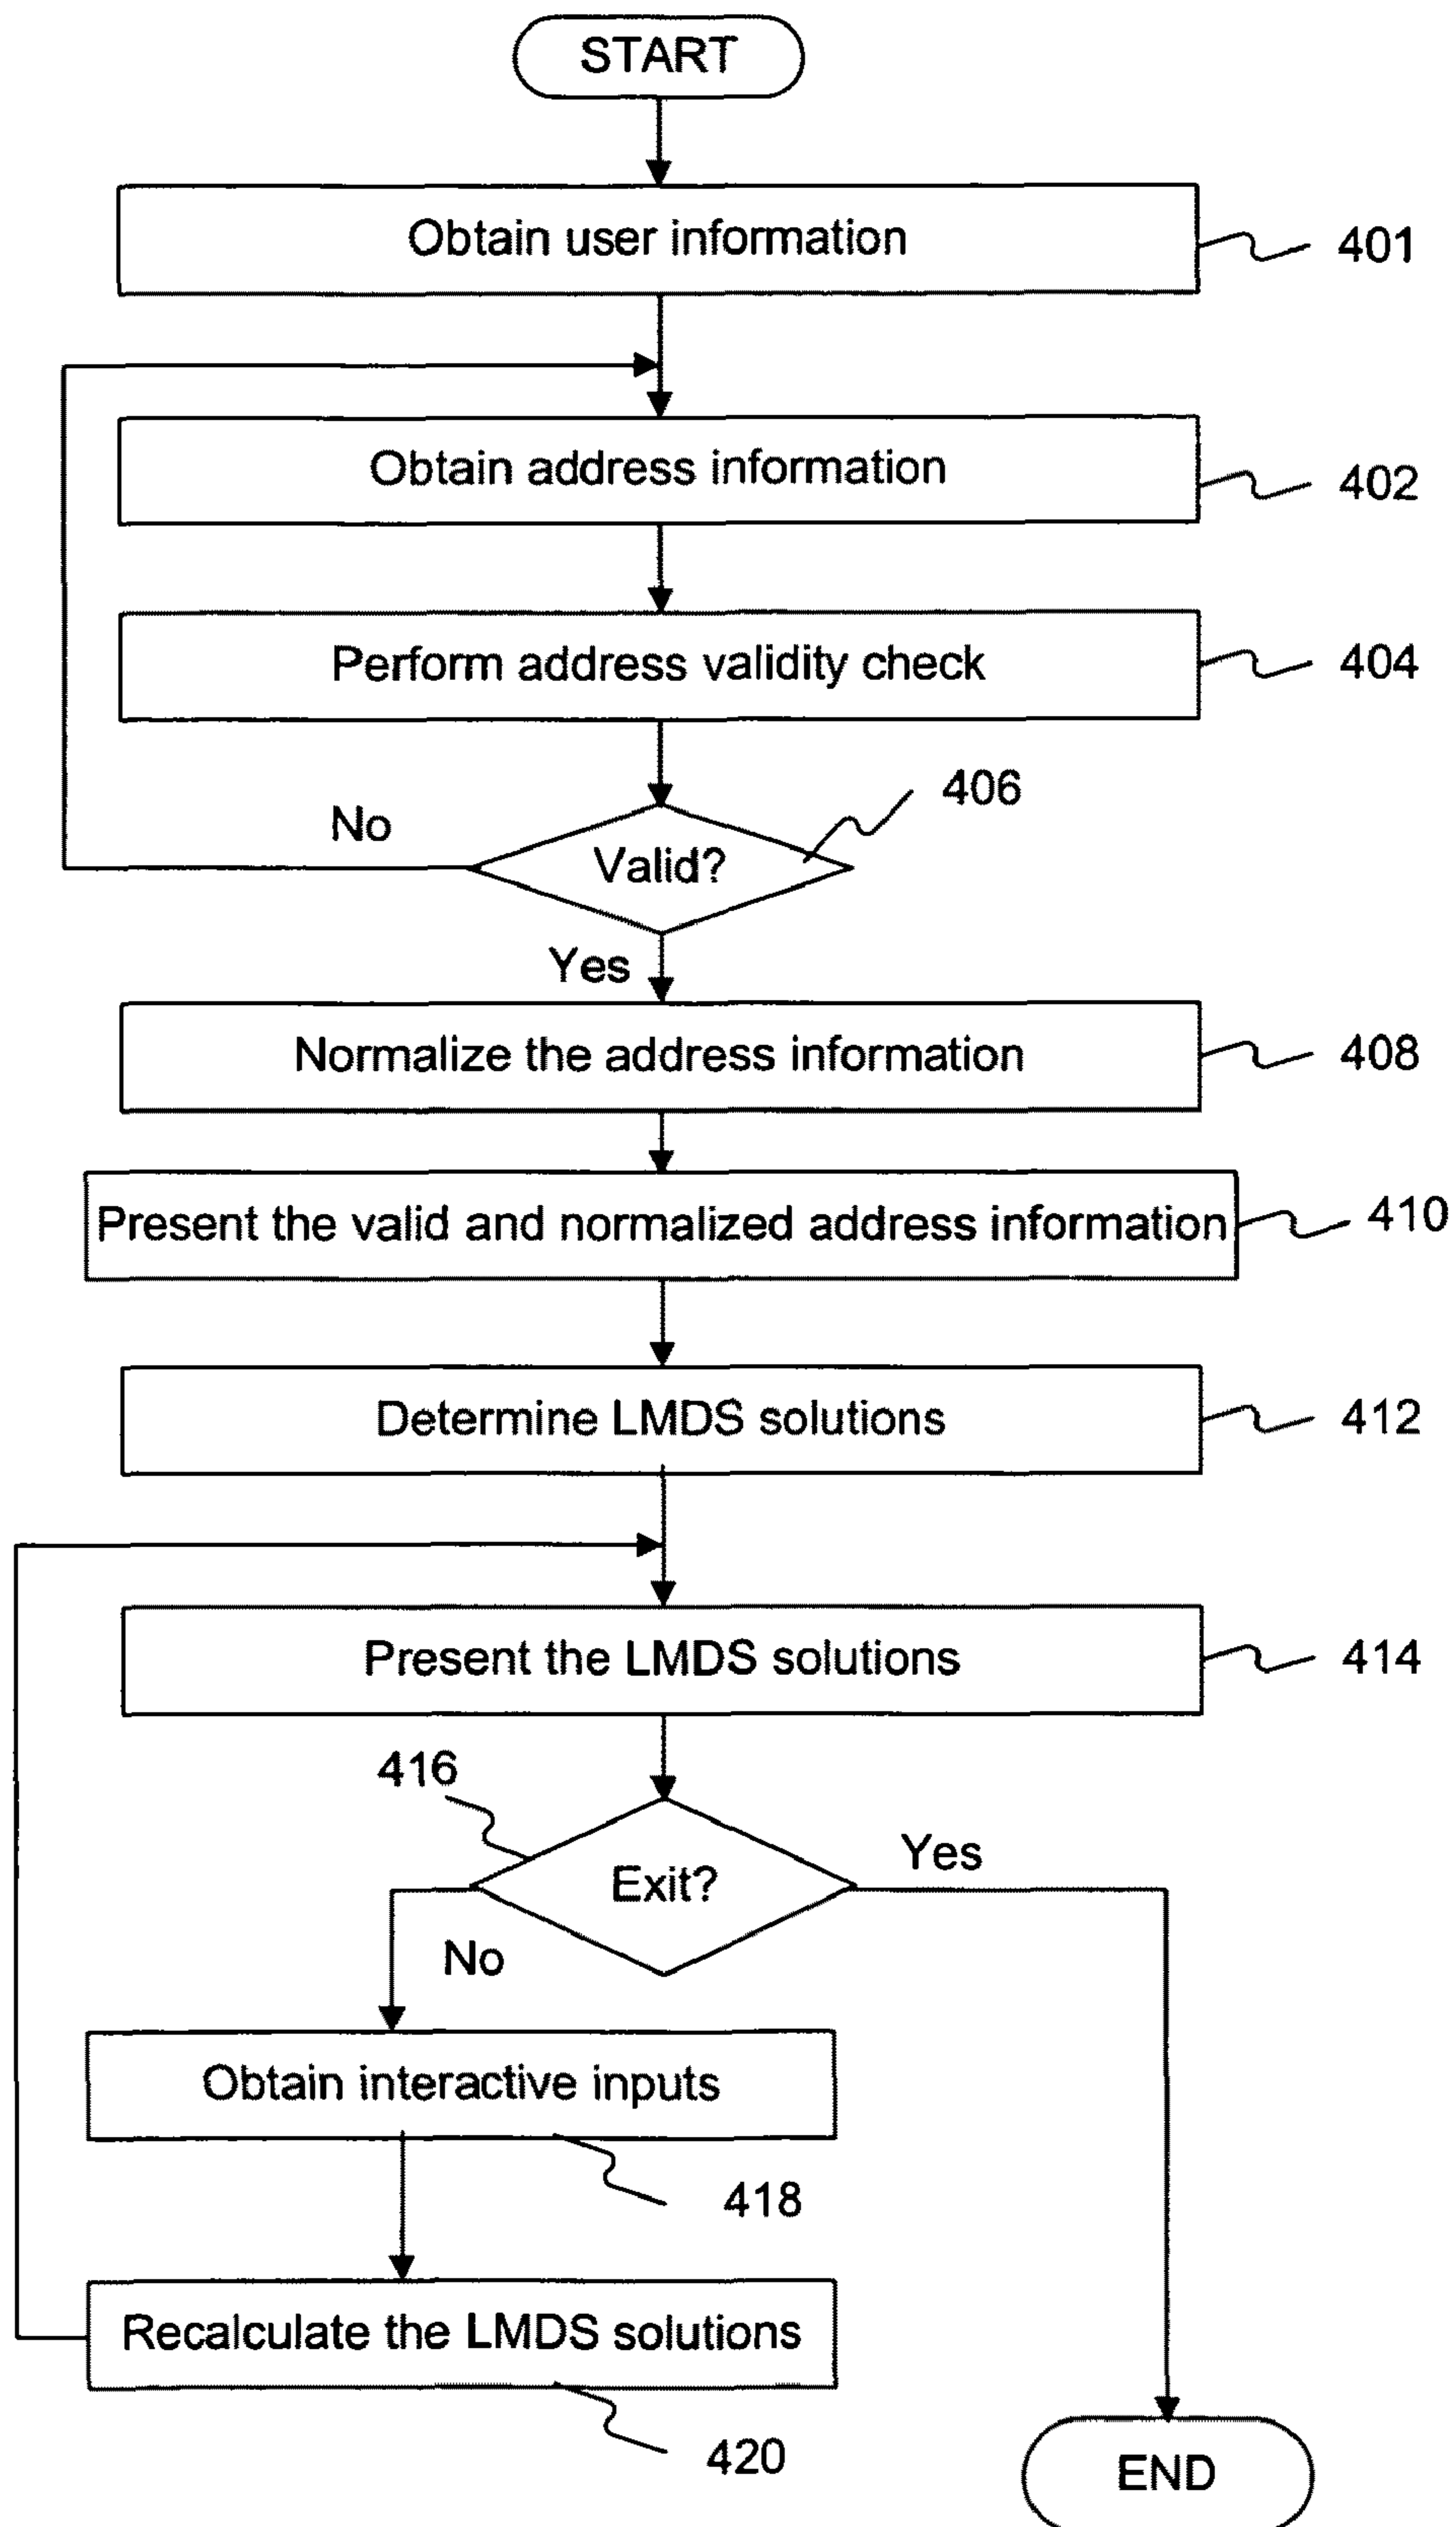 START
Obtain user information
401
Obtain address information
402
Perform address validity check
404
406
No
Valid?
Yes
Normalize the address information
408
Present the valid and normalized address information
410
Determine LMDS solutions
412
Present the LMDS solutions
414
416
Exit?
Yes
No
Obtain interactive inputs
418
Recalculate the LMDS solutions
420
END